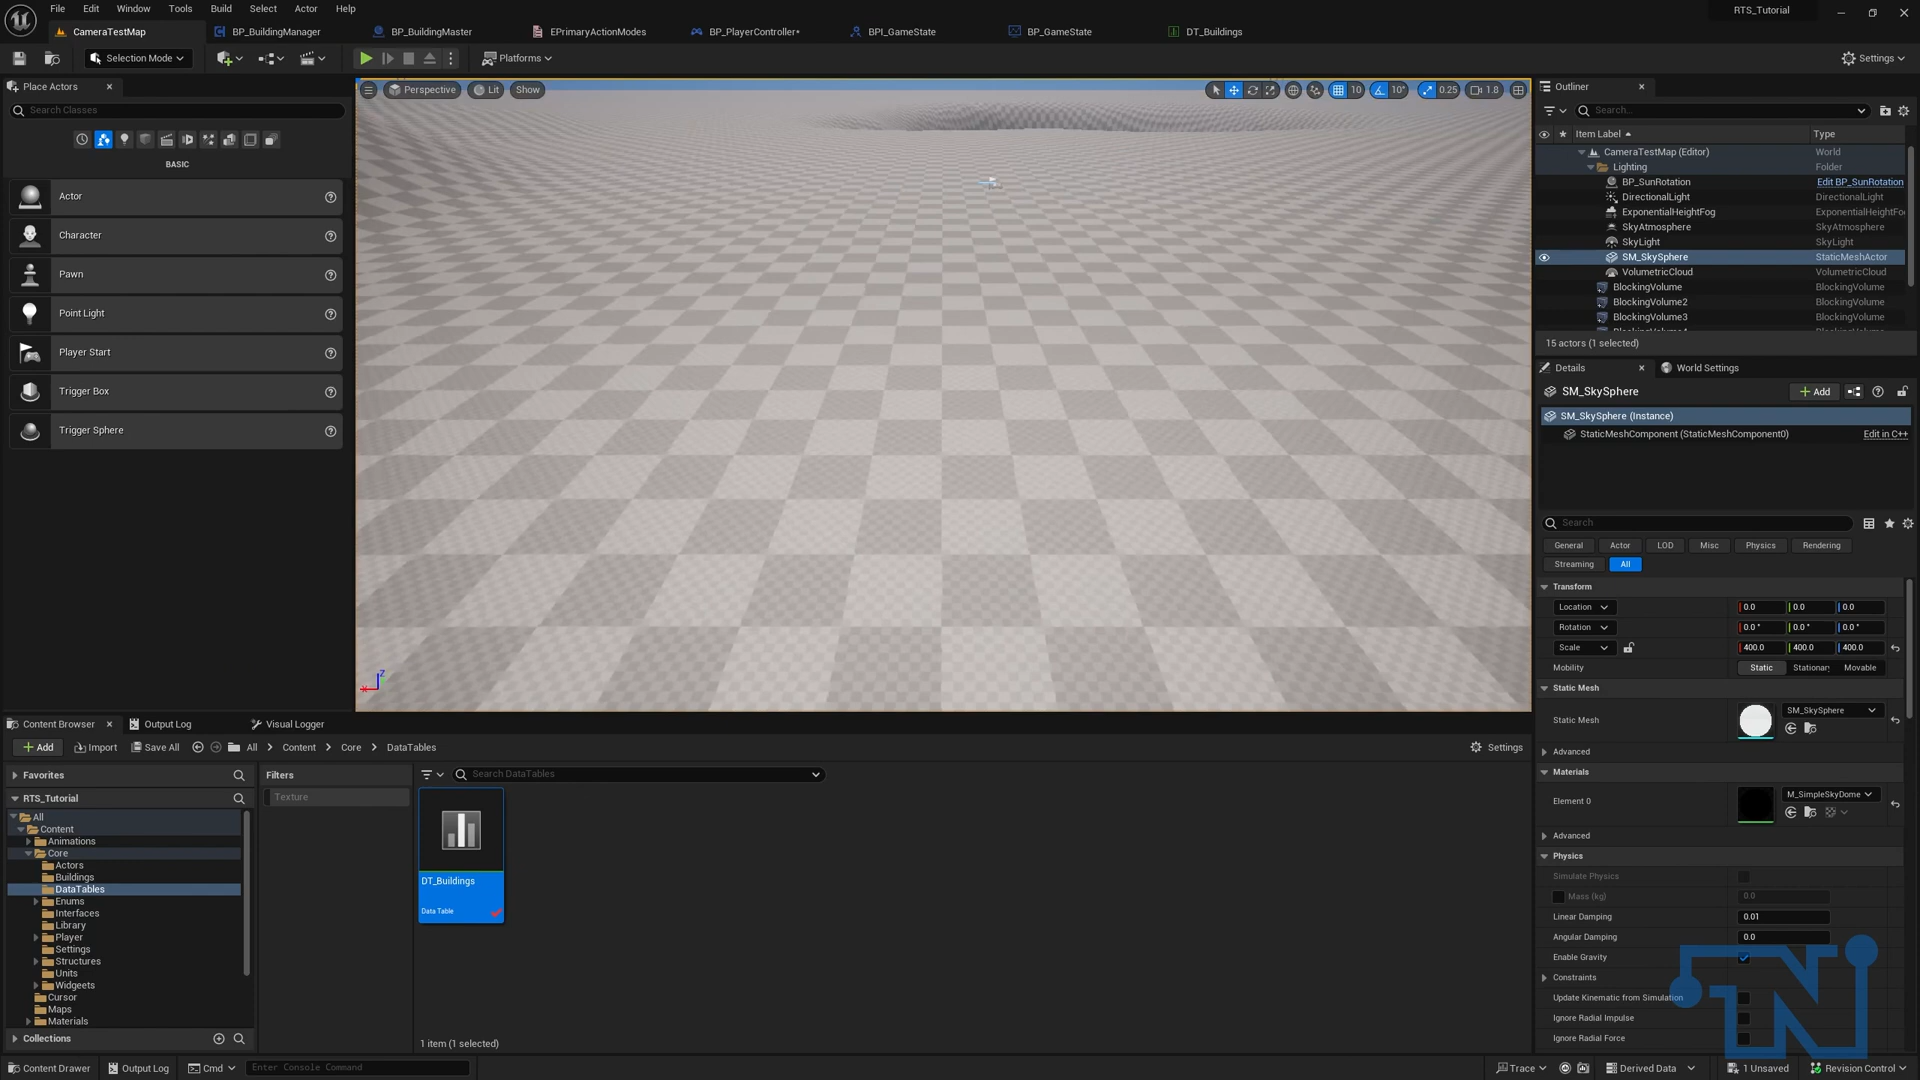 File Edit Window Tools Build Select Actor Help
RTS_Tutorial
CameraTestMap BP_BuildingManager BP_BuildingMaster EPrimaryActionModes BP_PlayerController* BPI_GameState BP_GameState DT_Buildings
Selection Mode Platforms Settings
Place Actors
Search Classes
BASIC
Actor
Character
Pawn
Point Light
Player Start
Trigger Box
Trigger Sphere
Perspective Lit Show 10 10° 0.25 1.8
Outliner
Search...
Item Label Type
CameraTestMap (Editor) World
Lighting Folder
BP_SunRotation Edit BP_SunRotation
DirectionalLight DirectionalLight
ExponentialHeightFog ExponentialHeightFo
SkyAtmosphere SkyAtmosphere
SkyLight SkyLight
SM_SkySphere StaticMeshActor
VolumetricCloud VolumetricCloud
BlockingVolume BlockingVolume
BlockingVolume2 BlockingVolume
BlockingVolume3 BlockingVolume
15 actors (1 selected)
Details World Settings
SM_SkySphere Add
SM_SkySphere (Instance)
StaticMeshComponent (StaticMeshComponent0) Edit in C++
Search
General Actor LOD Misc Physics Rendering
Streaming All
Transform
Location 0.0 0.0 0.0
Rotation 0.0 ° 0.0 ° 0.0 °
Scale 400.0 400.0 400.0
Mobility Static Stationary Movable
Static Mesh
Static Mesh SM_SkySphere
Advanced
Materials
Element 0 M_SimpleSkyDome
Advanced
Physics
Simulate Physics
Mass (kg) 0.0
Linear Damping 0.01
Angular Damping 0.0
Enable Gravity
Constraints
Update Kinematic from Simulation
Ignore Radial Impulse
Ignore Radial Force
Content Browser Output Log Visual Logger
Add Import Save All All Content Core DataTables Settings
Favorites
RTS_Tutorial
All
Content
Animations
Core
Actors
Buildings
DataTables
Enums
Interfaces
Library
Player
Settings
Structures
Units
Widgeets
Cursor
Maps
Materials
Collections
Filters
Texture
Search DataTables
DT_Buildings
Data Table
1 item (1 selected)
Content Drawer Output Log Cmd Enter Console Command Trace Derived Data 1 Unsaved Revision Control